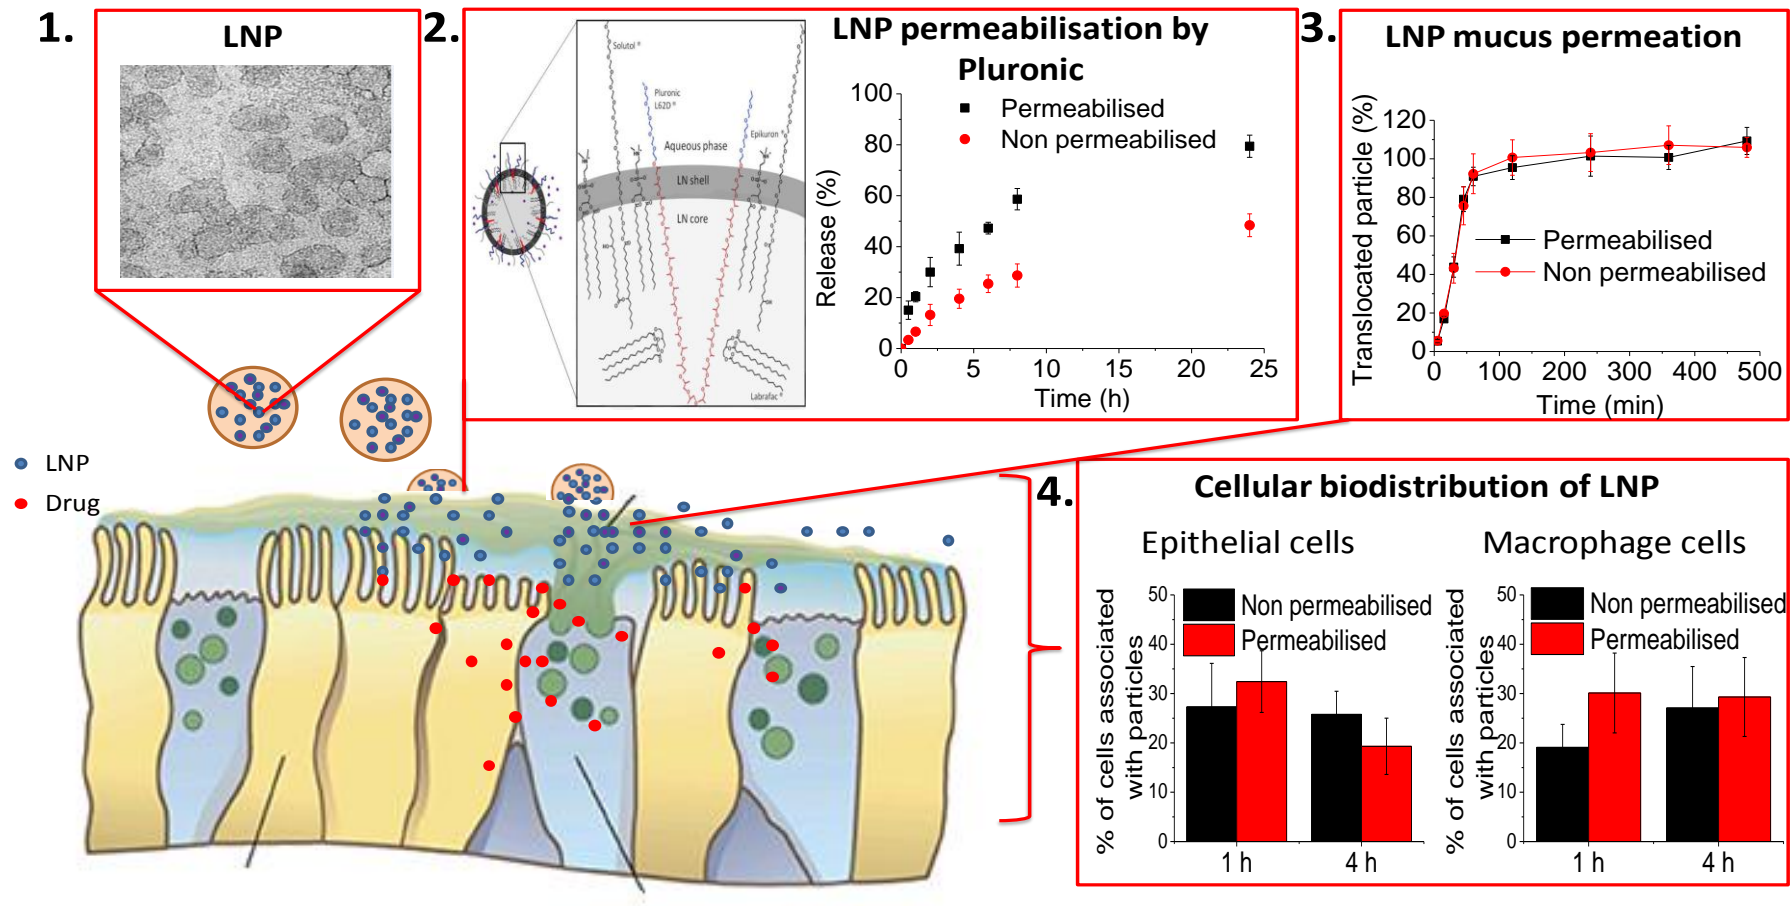 1.
LNP
2.
LNP permeabilisation by
Pluronic
Solutol ®
Pluronic
L62D ®
Epikuron ®
Aqueous phase
LN shell
LN core
Labrafac ®
Release (%)
100
80
60
40
20
0
Permeabilised
Non permeabilised
0 5 10 15 20 25
Time (h)
3.
LNP mucus permeation
Translocated particle (%)
120
100
80
60
40
20
0
Permeabilised
Non permeabilised
0 100 200 300 400 500
Time (min)
LNP
Drug
4.
Cellular biodistribution of LNP
Epithelial cells
% of cells associated
with particles
50
40
30
20
10
0
Non permeabilised
Permeabilised
1 h 4 h
Macrophage cells
% of cells associated
with particles
50
40
30
20
10
0
Non permeabilised
Permeabilised
1 h 4 h